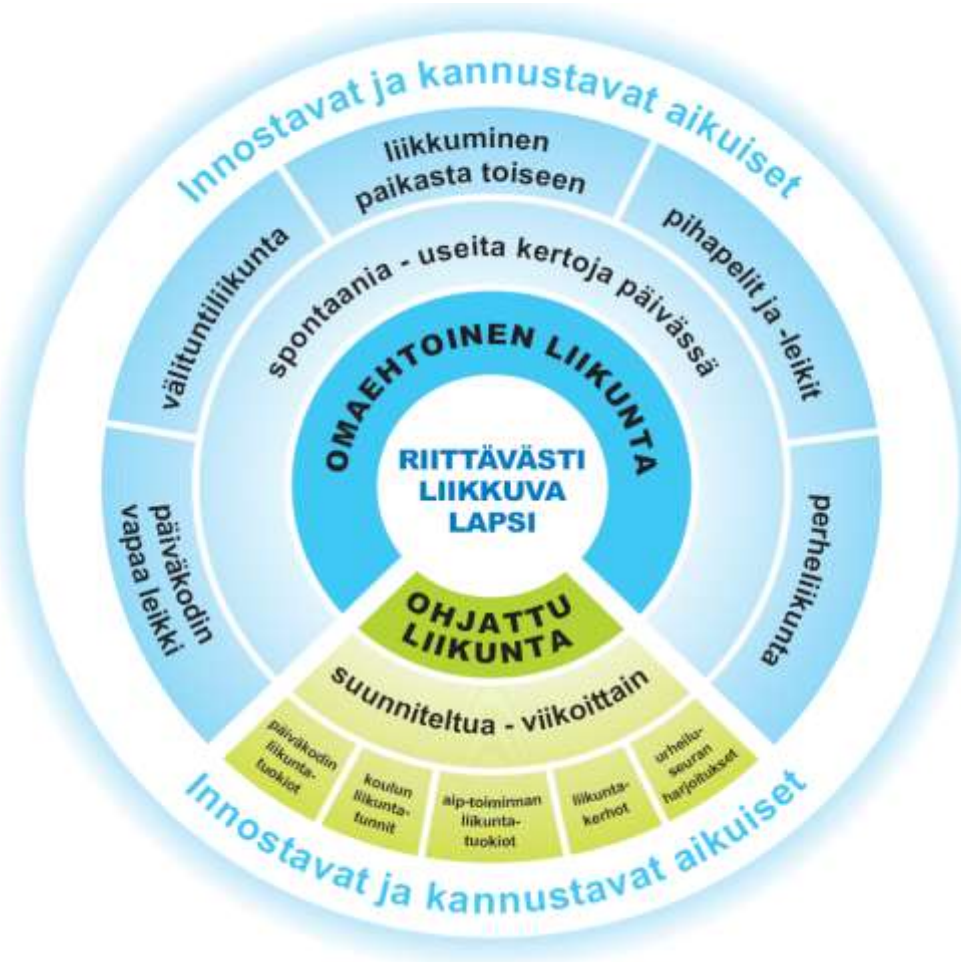 Innostavat ja kannustavat aikuiset
liikkuminen
paikasta toiseen
välituntiliikunta
pihapelit ja -leikit
päiväkodin
vapaa leikki
perheliikunta
spontaania - useita kertoja päivässä
OMAEHTOINEN LIIKUNTA
RIITTÄVÄSTI
LIIKKUVA
LAPSI
OHJATTU
LIIKUNTA
suunniteltua - viikoittain
päiväkodin
liikunta-
tuokiot
koulun
liikunta-
tunnit
aip-toiminnan
liikunta-
tuokiot
liikunta-
kerhot
urheilu-
seuran
harjoitukset
Innostavat ja kannustavat aikuiset